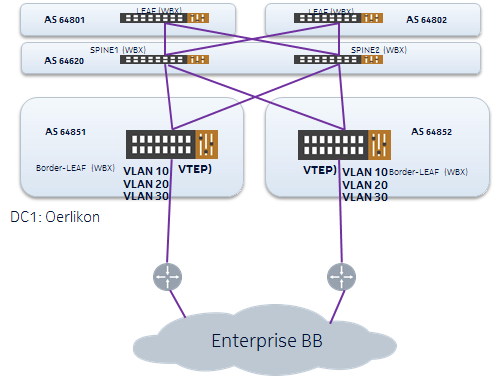 AS 64801
LEAF (WBX)
LEAF (WBX)
AS 64802
SPINE1 (WBX)
SPINE2 (WBX)
AS 64620
AS 64851
AS 64852
Border-LEAF (WBX)
VLAN 10
VTEP)
VLAN 20
VLAN 30
VTEP)
VLAN 10
Border-LEAF (WBX)
VLAN 20
VLAN 30
DC1: Oerlikon
Enterprise BB